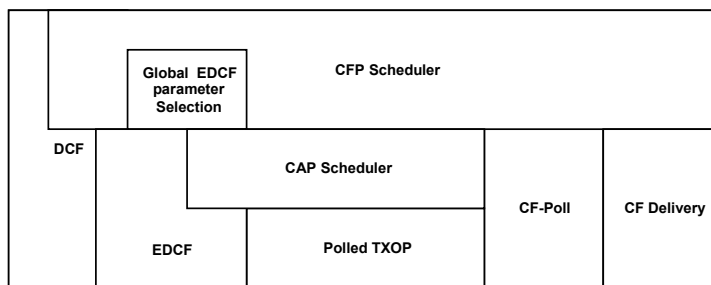 Global EDCF
parameter
Selection
CFP Scheduler
DCF
CAP Scheduler
CF-Poll
CF Delivery
EDCF
Polled TXOP